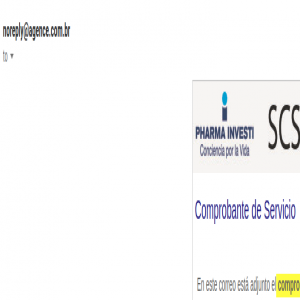 noreply@agence.com.br
to
PHARMA INVESTI
Conciencia por la Vida
SCS
Comprobante de Servicio
En este correo está adjunto el compro